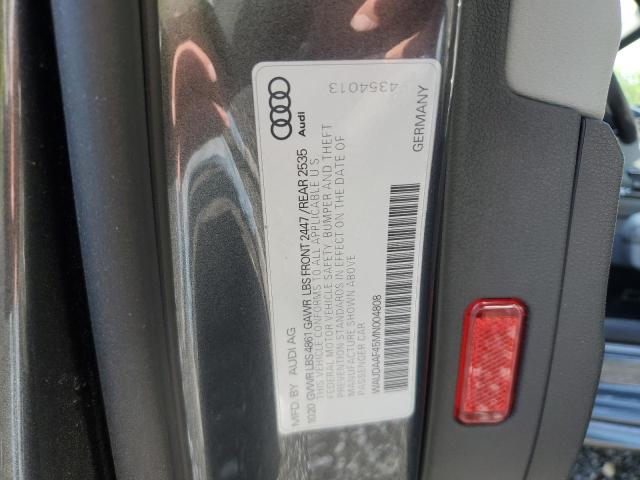 4354013
Audi
GERMANY
MFD. BY AUDI AG
1020 GVWR LBS 4861 GAWR LBS FRONT 2447/REAR 2535
THIS VEHICLE CONFORMS TO ALL APPLICABLE U S
FEDERAL MOTOR VEHICLE SAFETY, BUMPER AND THEFT
PREVENTION STANDARDS IN EFFECT ON THE DATE OF
MANUFACTURE SHOWN ABOVE
PASSENGER CAR
WAUDAAF45MN004808